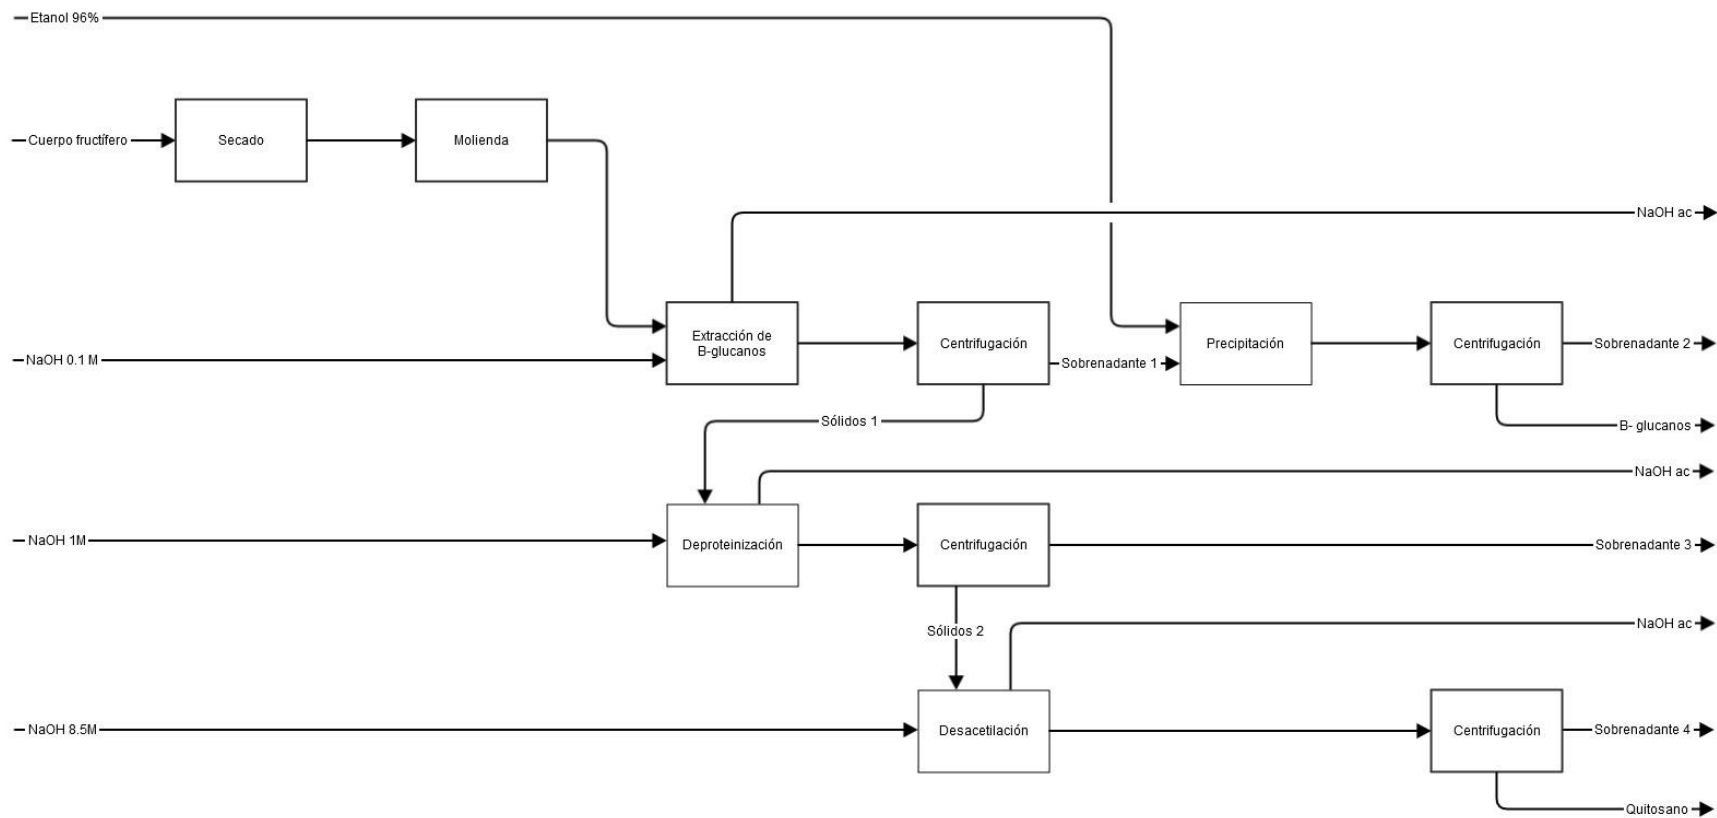 Etanol 96%
Cuerpo fructífero
Secado
Molienda
NaOH ac
NaOH 0.1 M
Extracción de
B-glucanos
Centrifugación
Sobrenadante 1
Precipitación
Centrifugación
Sobrenadante 2
Sólidos 1
B- glucanos
NaOH ac
NaOH 1M
Deproteinización
Centrifugación
Sobrenadante 3
Sólidos 2
NaOH ac
NaOH 8.5M
Desacetilación
Centrifugación
Sobrenadante 4
Quitosano